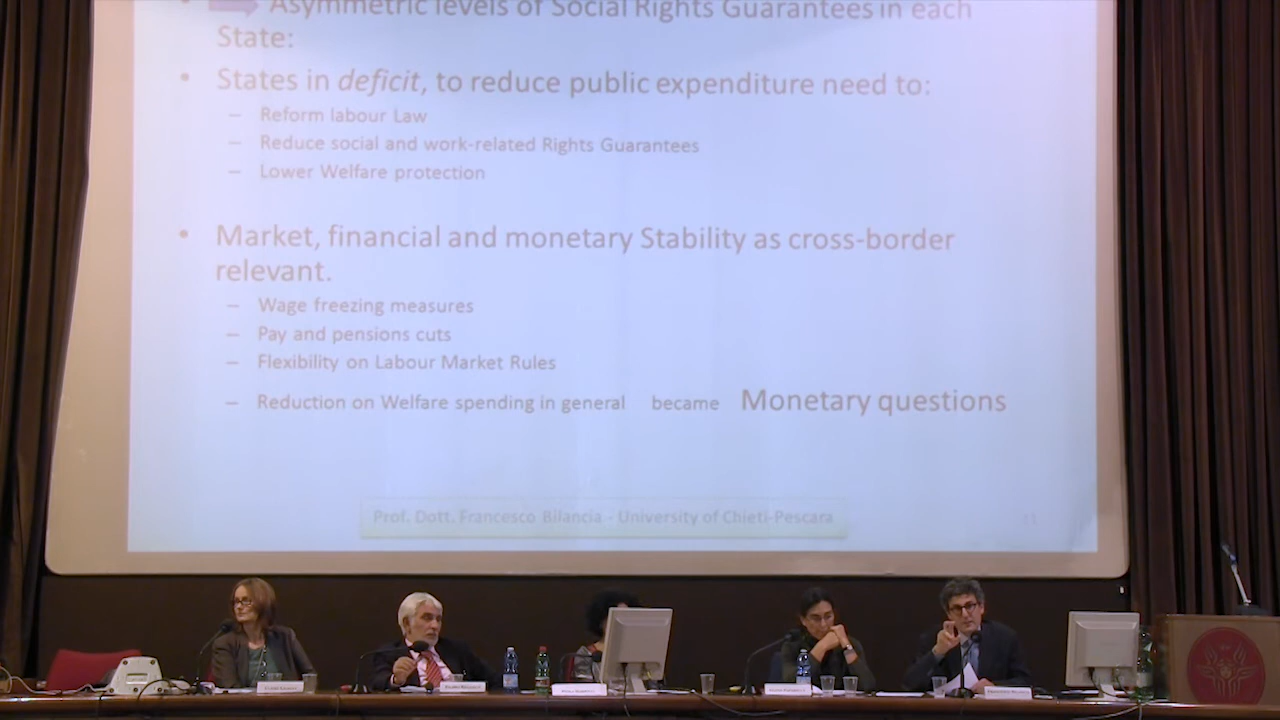 • Asymmetric levels of Social Rights Guarantees in each
State:
• States in deficit, to reduce public expenditure need to:
– Reform labour Law
– Reduce social and work-related Rights Guarantees
– Lower Welfare protection
• Market, financial and monetary Stability as cross-border
relevant.
– Wage freezing measures
– Pay and pensions cuts
– Flexibility on Labour Market Rules
– Reduction on Welfare spending in general became Monetary questions
Prof. Dott. Francesco Bilancia - University of Chieti-Pescara
11